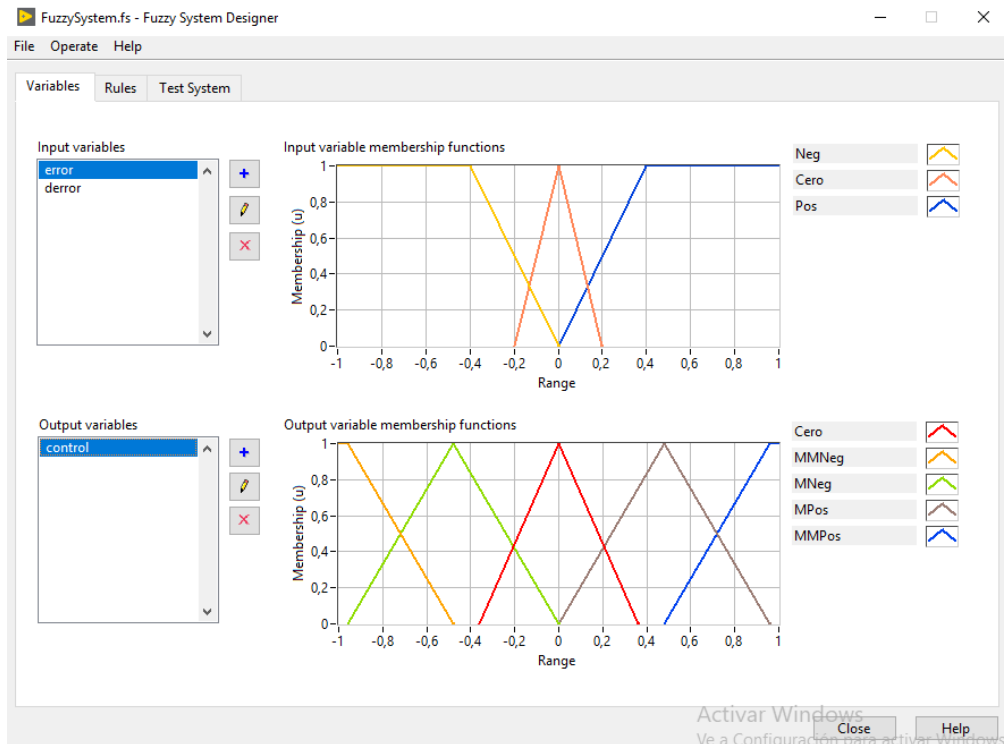 FuzzySystem.fs - Fuzzy System Designer
File Operate Help
Variables Rules Test System
Input variables
error
derror
Input variable membership functions
Membership (u)
1
0,8
0,6
0,4
0,2
0
-1 -0,8 -0,6 -0,4 -0,2 0 0,2 0,4 0,6 0,8 1
Range
Neg
Cero
Pos
Output variables
control
Output variable membership functions
Membership (u)
1
0,8
0,6
0,4
0,2
0
-1 -0,8 -0,6 -0,4 -0,2 0 0,2 0,4 0,6 0,8 1
Range
Cero
MMNeg
MNeg
MPos
MMPos
Activar Windows
Ve a Configuración para activar Windows
Close Help